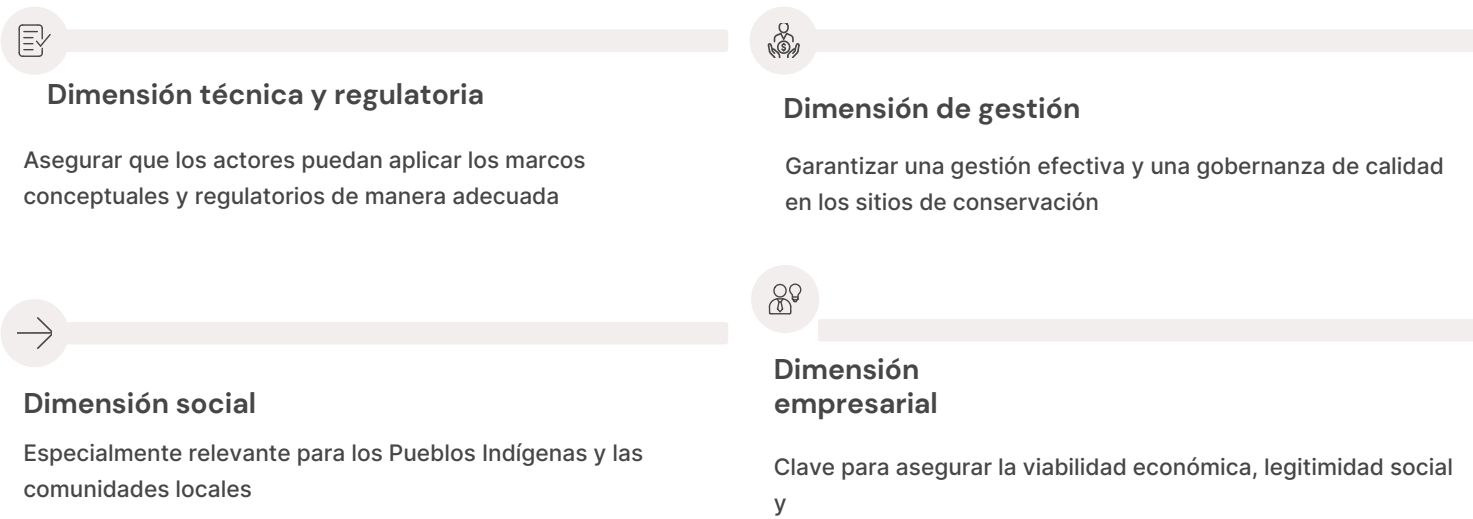 Dimensión técnica y regulatoria
Asegurar que los actores puedan aplicar los marcos
conceptuales y regulatorios de manera adecuada
Dimensión de gestión
Garantizar una gestión efectiva y una gobernanza de calidad
en los sitios de conservación
Dimensión social
Especialmente relevante para los Pueblos Indígenas y las
comunidades locales
Dimensión
empresarial
Clave para asegurar la viabilidad económica, legitimidad social
y